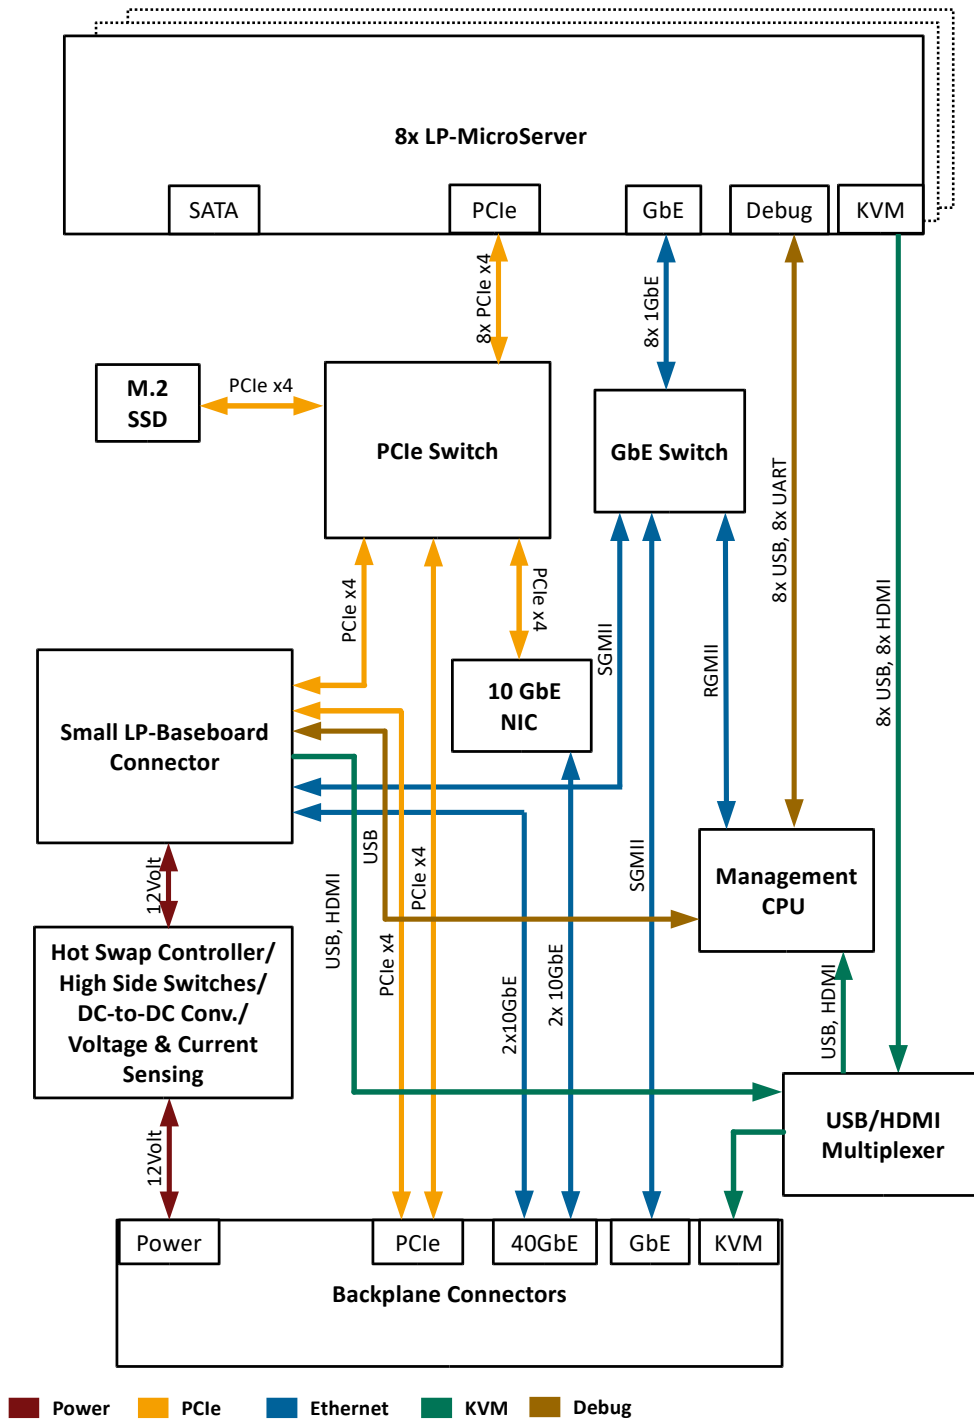 8x LP-MicroServer
SATA
PCIe
GbE
Debug
KVM
8x PCIe x4
8x 1GbE
M.2
SSD
PCIe x4
PCIe Switch
GbE Switch
8x USB, 8x UART
8x USB, 8x HDMI
PCIe x4
PCIe x4
SGMII
RGMII
Small LP-Baseboard
Connector
10 GbE
NIC
12Volt
USB
PCIe x4
SGMII
Management
CPU
USB, HDMI
PCIe x4
2x10GbE
2x 10GbE
USB, HDMI
Hot Swap Controller/
High Side Switches/
DC-to-DC Conv./
Voltage & Current
Sensing
12Volt
USB/HDMI
Multiplexer
Power
PCIe
40GbE
GbE
KVM
Backplane Connectors
Power
PCIe
Ethernet
KVM
Debug